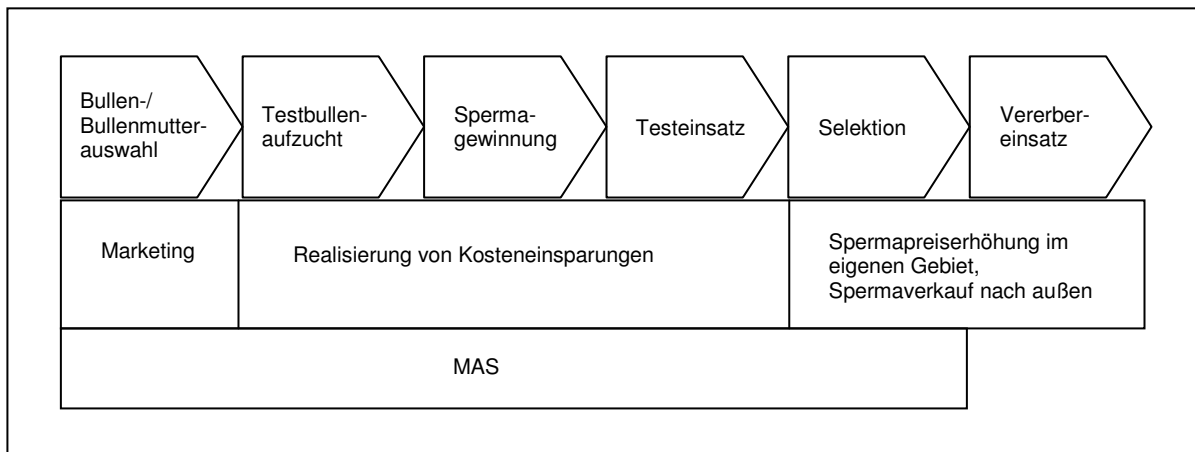 Bullen-/
Bullenmutter-
auswahl
Testbullen-
aufzucht
Sperma-
gewinnung
Testeinsatz
Selektion
Vererber-
einsatz
Marketing
Realisierung von Kosteneinsparungen
Spermapreiserhöhung im
eigenen Gebiet,
Spermaverkauf nach außen
MAS